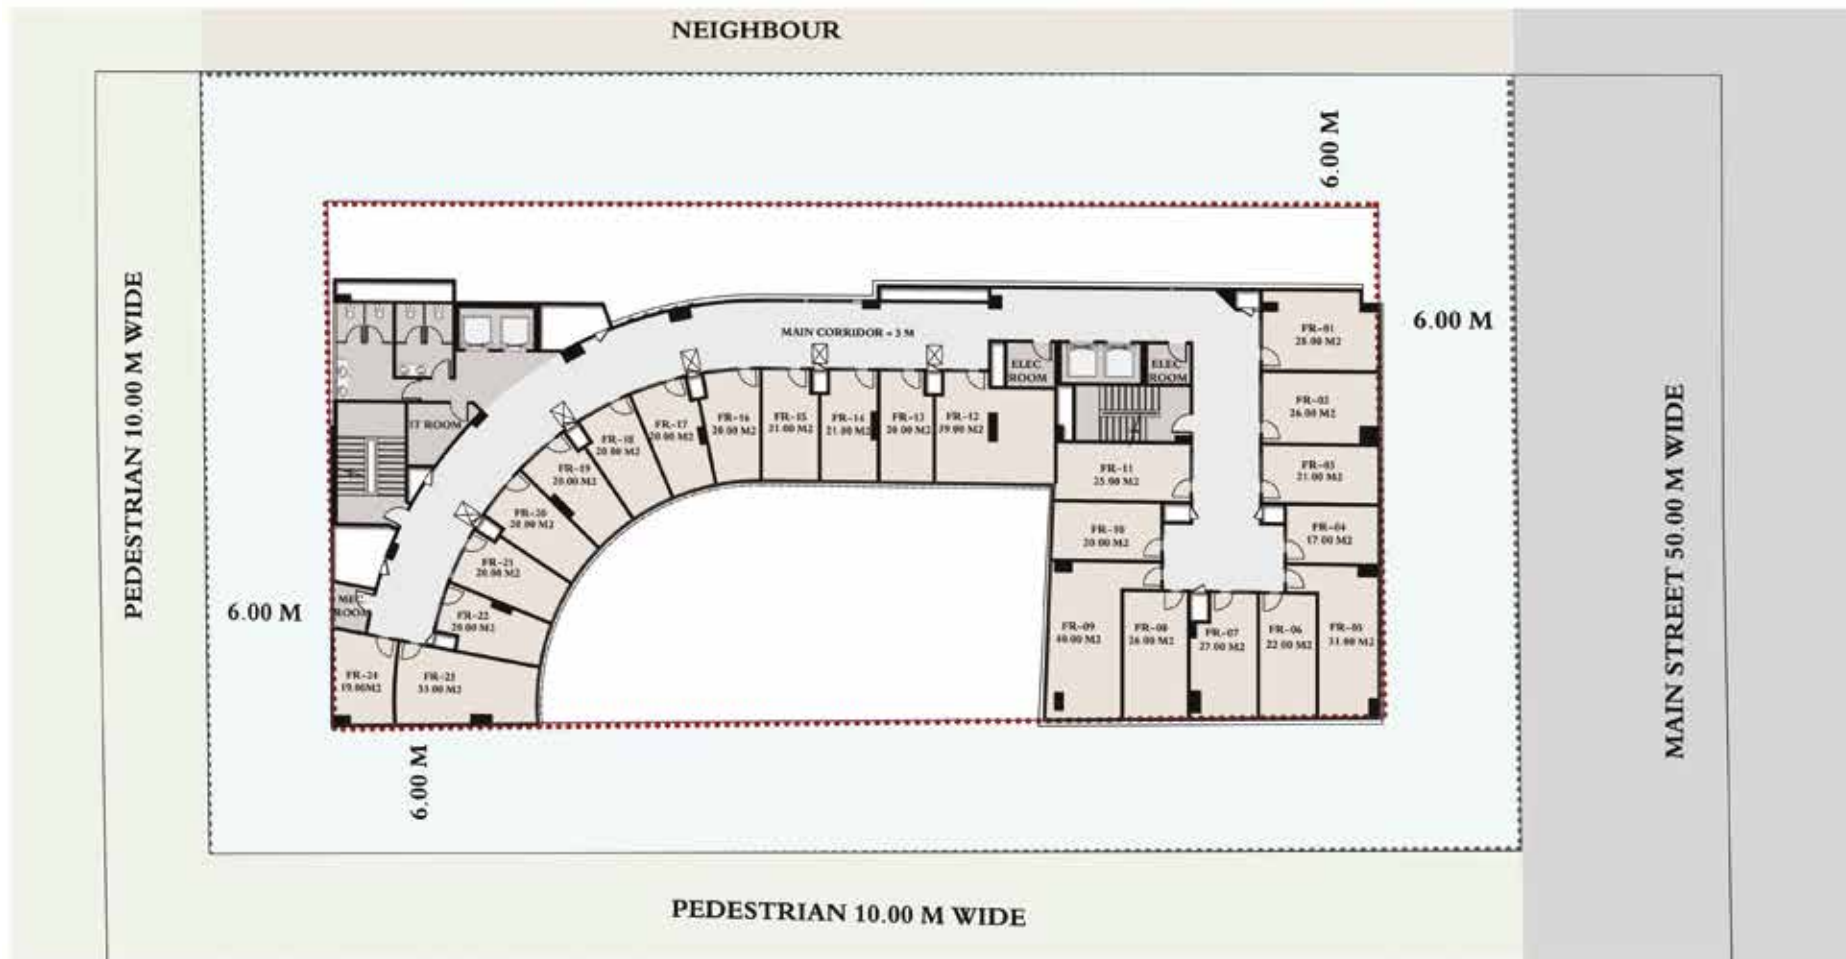 NEIGHBOUR
6.00 M
PEDESTRIAN 10.00 M WIDE
6.00 M
MAIN STREET 50.00 M WIDE
MAIN CORRIDOR = 3 M
FR-01
28.00 M2
ELEC
ROOM
ELEC
ROOM
FR-02
26.00 M2
IT ROOM
FR-18
20.00 M2
FR-17
20.00 M2
FR-16
20.00 M2
FR-15
21.00 M2
FR-14
21.00 M2
FR-13
20.00 M2
FR-12
39.00 M2
FR-19
20.00 M2
FR-11
25.00 M2
FR-03
21.00 M2
FR-20
20.00 M2
FR-10
20.00 M2
FR-04
17.00 M2
FR-21
20.00 M2
MEC
ROOM
6.00 M
FR-22
20.00 M2
FR-09
40.00 M2
FR-08
26.00 M2
FR-07
27.00 M2
FR-06
22.00 M2
FR-05
31.00 M2
FR-24
19.00M2
FR-23
33.00 M2
6.00 M
PEDESTRIAN 10.00 M WIDE